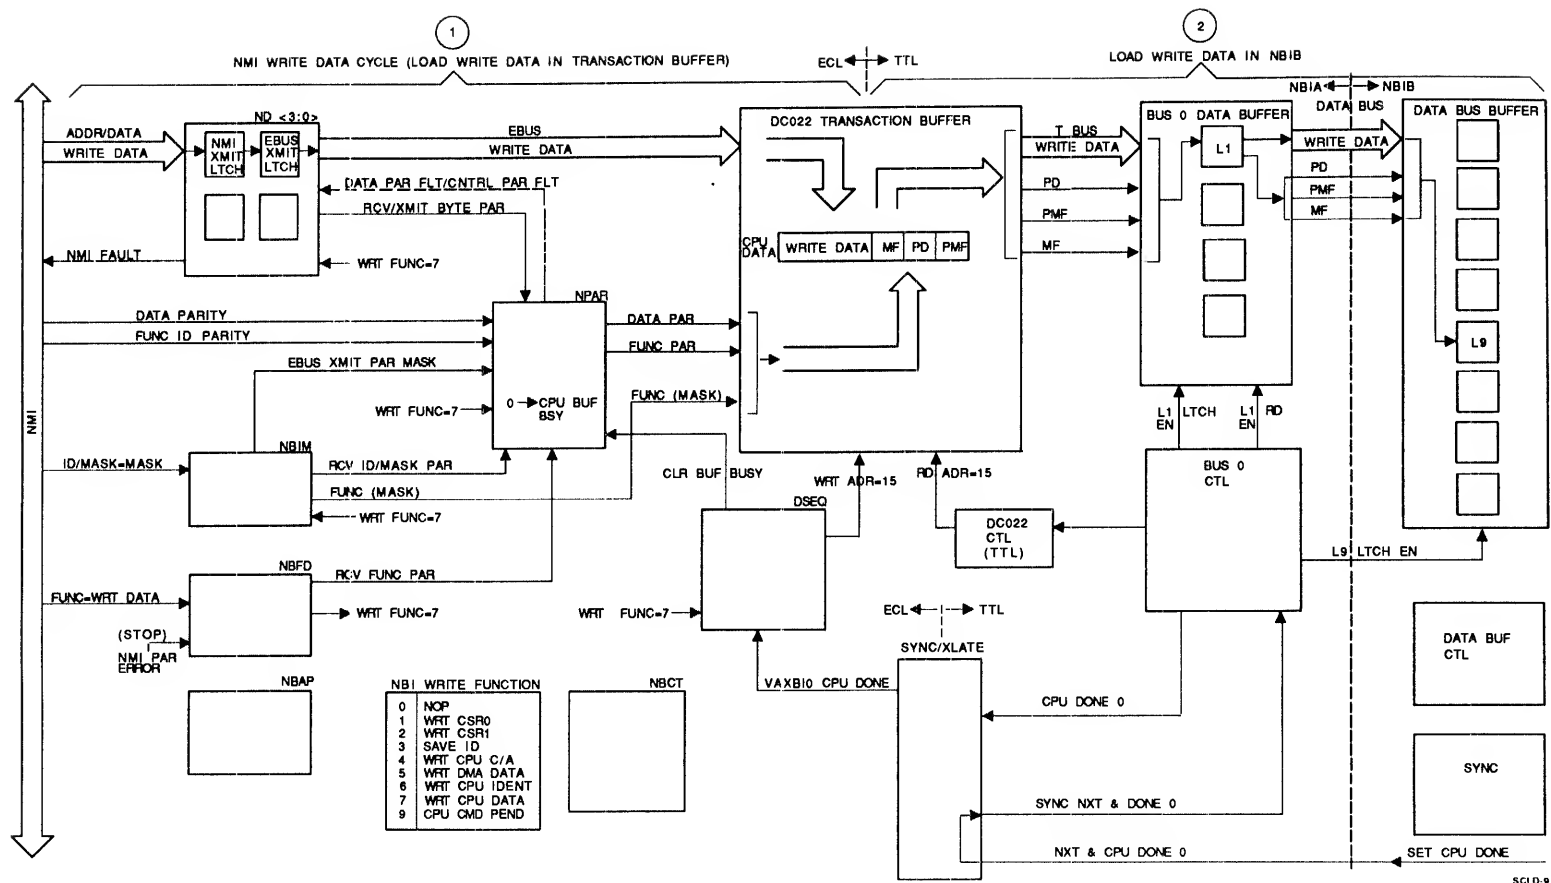 1
2
NMI WRITE DATA CYCLE (LOAD WRITE DATA IN TRANSACTION BUFFER)
ECL
TTL
LOAD WRITE DATA IN NBIB
NBIA
NBIB
DATA BUS
ND <3:0>
ADDR/DATA
WRITE DATA
NMI
XMIT
LTCH
EBUS
XMIT
LTCH
EBUS
WRITE DATA
DATA PAR FLT/CNTRL PAR FLT
RCV/XMIT BYTE PAR
NMI FAULT
WRT FUNC=7
DC022 TRANSACTION BUFFER
CPU
DATA
WRITE DATA
MF
PD
PMF
T BUS
WRITE DATA
PD
PMF
MF
BUS 0 DATA BUFFER
L1
WRITE DATA
PD
PMF
MF
DATA BUS BUFFER
L9
NMI
DATA PARITY
FUNC ID PARITY
EBUS XMIT PAR MASK
WRT FUNC=7
NPAR
0
CPU BUF
BSY
DATA PAR
FUNC PAR
FUNC (MASK)
L1 LTCH
EN
L1 RD
EN
ID/MASK=MASK
NBIM
RCV ID/MASK PAR
FUNC (MASK)
WRT FUNC=7
CLR BUF BUSY
WRT ADR=15
RD ADR=15
DSEQ
DC022
CTL
(TTL)
BUS 0
CTL
L9 LTCH EN
NBFD
FUNC=WRT DATA
RCV FUNC PAR
WRT FUNC=7
(STOP)
NMI PAR
ERROR
WRT FUNC=7
ECL
TTL
SYNC/XLATE
VAXBI0 CPU DONE
CPU DONE 0
DATA BUF
CTL
NBAP
NBI WRITE FUNCTION
0 NOP
1 WRT CSR0
2 WRT CSR1
3 SAVE ID
4 WRT CPU C/A
5 WRT DMA DATA
6 WRT CPU IDENT
7 WRT CPU DATA
9 CPU CMD PEND
NBCT
SYNC
SYNC NXT & DONE 0
NXT & CPU DONE 0
SET CPU DONE
SCLD-9